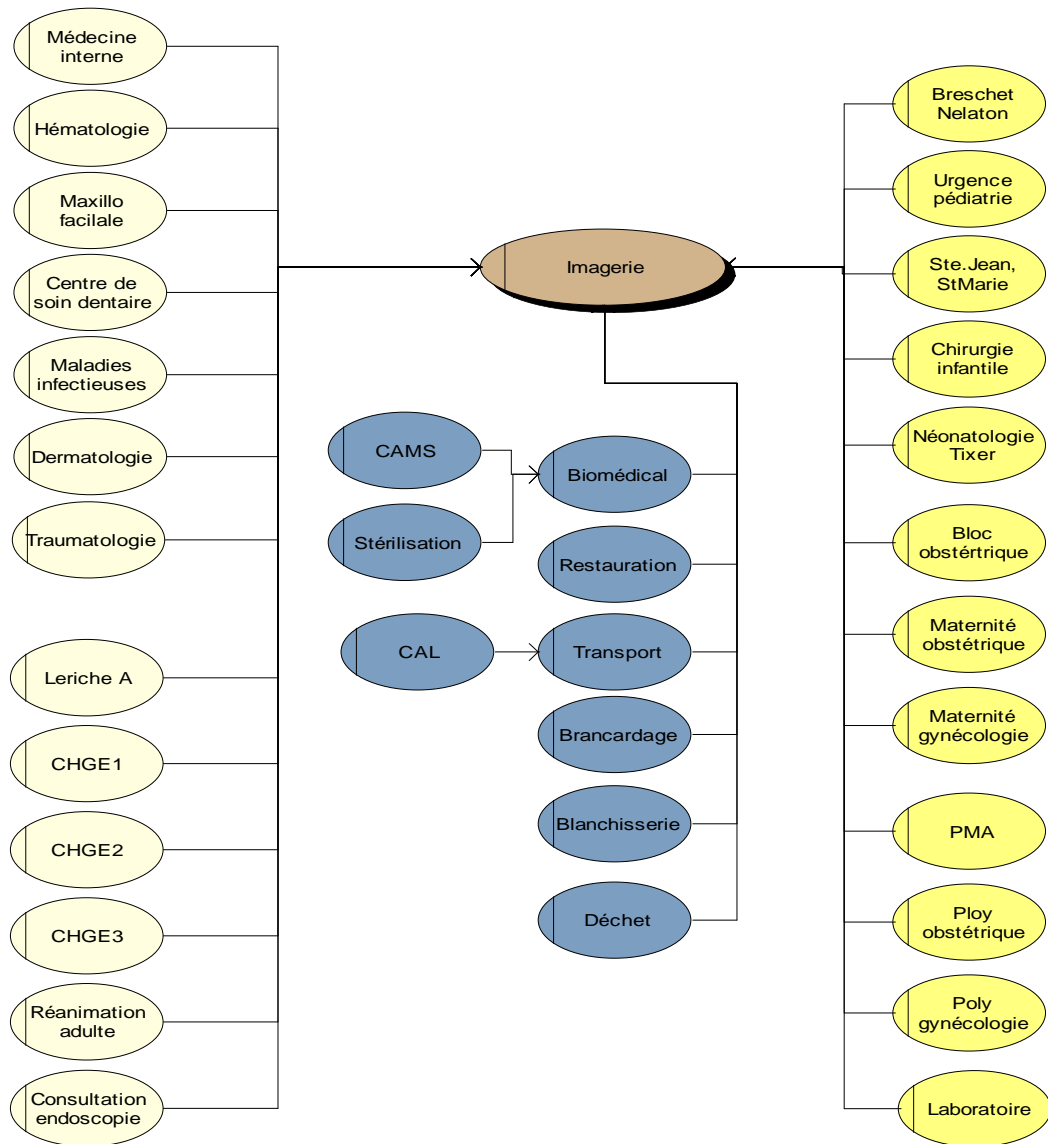 Médecine
interne
Hématologie
Maxillo
facilale
Centre de
soin dentaire
Maladies
infectieuses
Dermatologie
Traumatologie
Leriche A
CHGE1
CHGE2
CHGE3
Réanimation
adulte
Consultation
endoscopie
Imagerie
CAMS
Stérilisation
CAL
Biomédical
Restauration
Transport
Brancardage
Blanchisserie
Déchet
Breschet
Nelaton
Urgence
pédiatrie
Ste.Jean,
StMarie
Chirurgie
infantile
Néonatologie
Tixer
Bloc
obstértrique
Maternité
obstétrique
Maternité
gynécologie
PMA
Ploy
obstétrique
Poly
gynécologie
Laboratoire